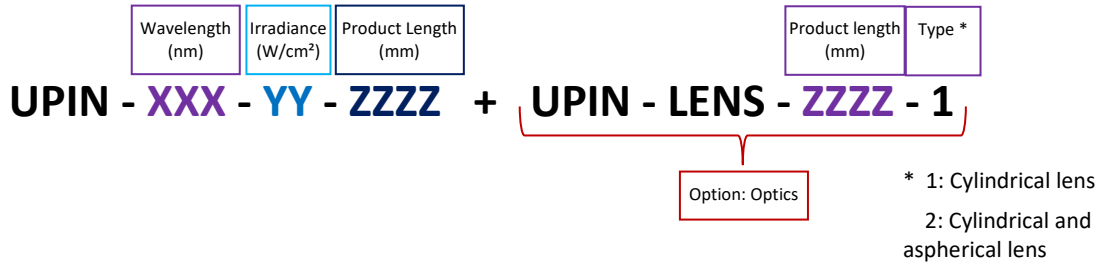 Wavelength
(nm)
Irradiance
(W/cm²)
Product Length
(mm)
Product length
(mm)
Type *
UPIN - XXX - YY - ZZZZ + UPIN - LENS - ZZZZ - 1
Option: Optics
* 1: Cylindrical lens
2: Cylindrical and
aspherical lens